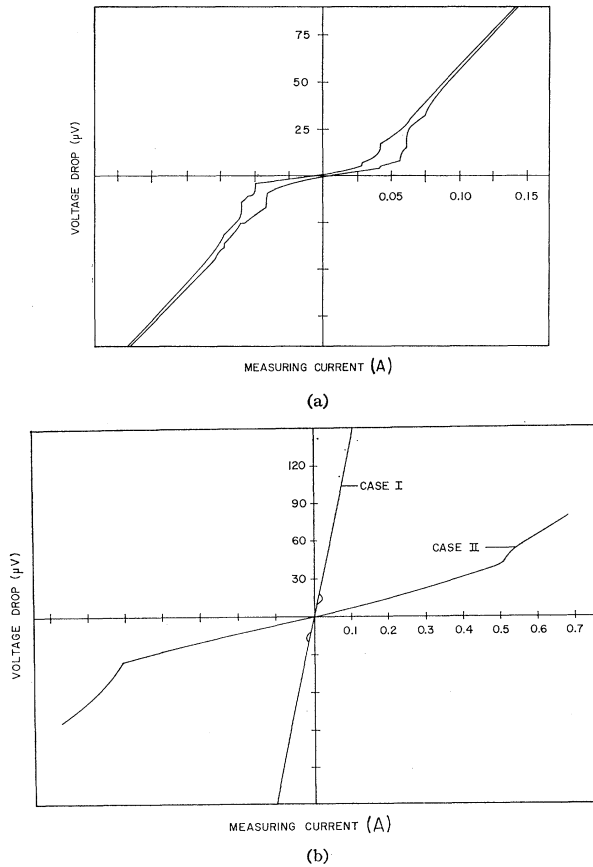 75
50
25
0
0.05
0.10
0.15
VOLTAGE DROP (μV)
MEASURING CURRENT (A)
(a)
120
90
60
30
0
0.1
0.2
0.3
0.4
0.5
0.6
0.7
CASE I
CASE II
VOLTAGE DROP (μV)
MEASURING CURRENT (A)
(b)